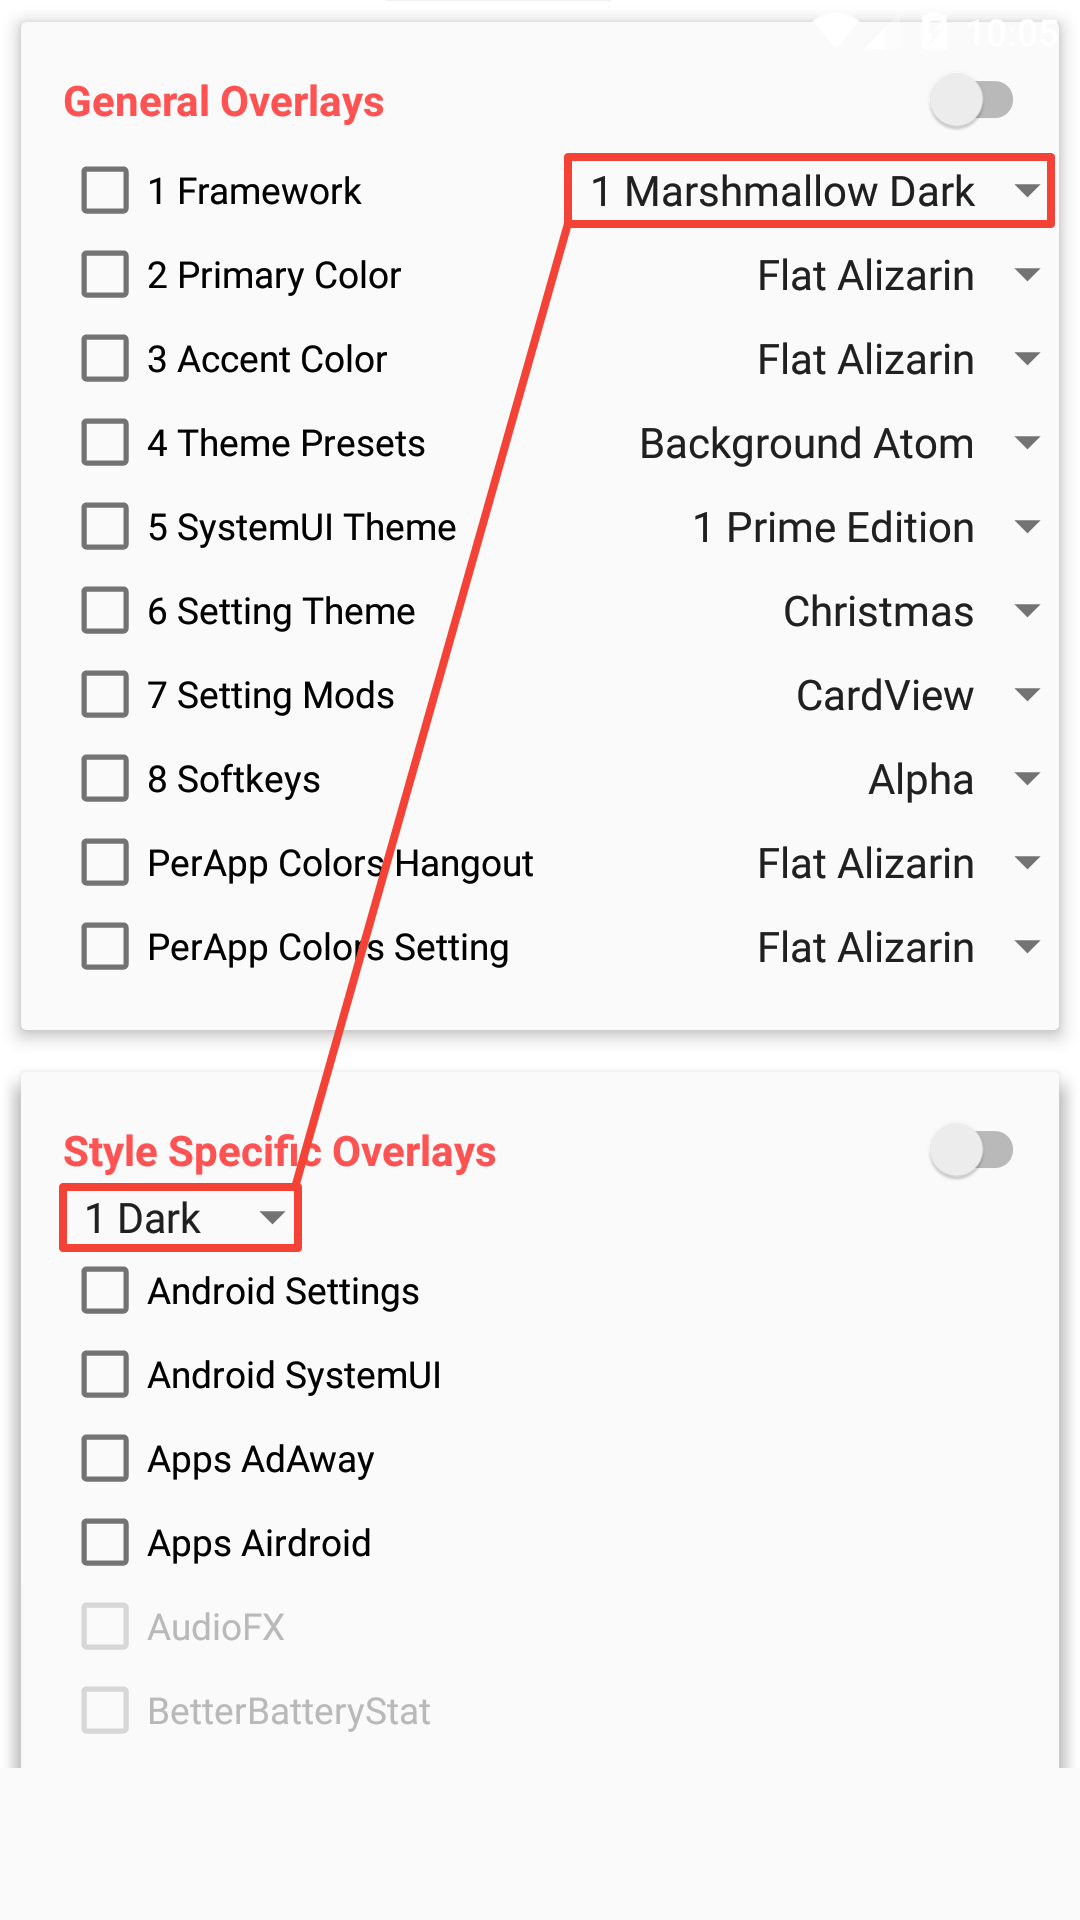 10:05
General Overlays
1 Framework 1 Marshmallow Dark
2 Primary Color Flat Alizarin
3 Accent Color Flat Alizarin
4 Theme Presets Background Atom
5 SystemUI Theme 1 Prime Edition
6 Setting Theme Christmas
7 Setting Mods CardView
8 Softkeys Alpha
PerApp Colors Hangout Flat Alizarin
PerApp Colors Setting Flat Alizarin
Style Specific Overlays
1 Dark
Android Settings
Android SystemUI
Apps AdAway
Apps Airdroid
AudioFX
BetterBatteryStat